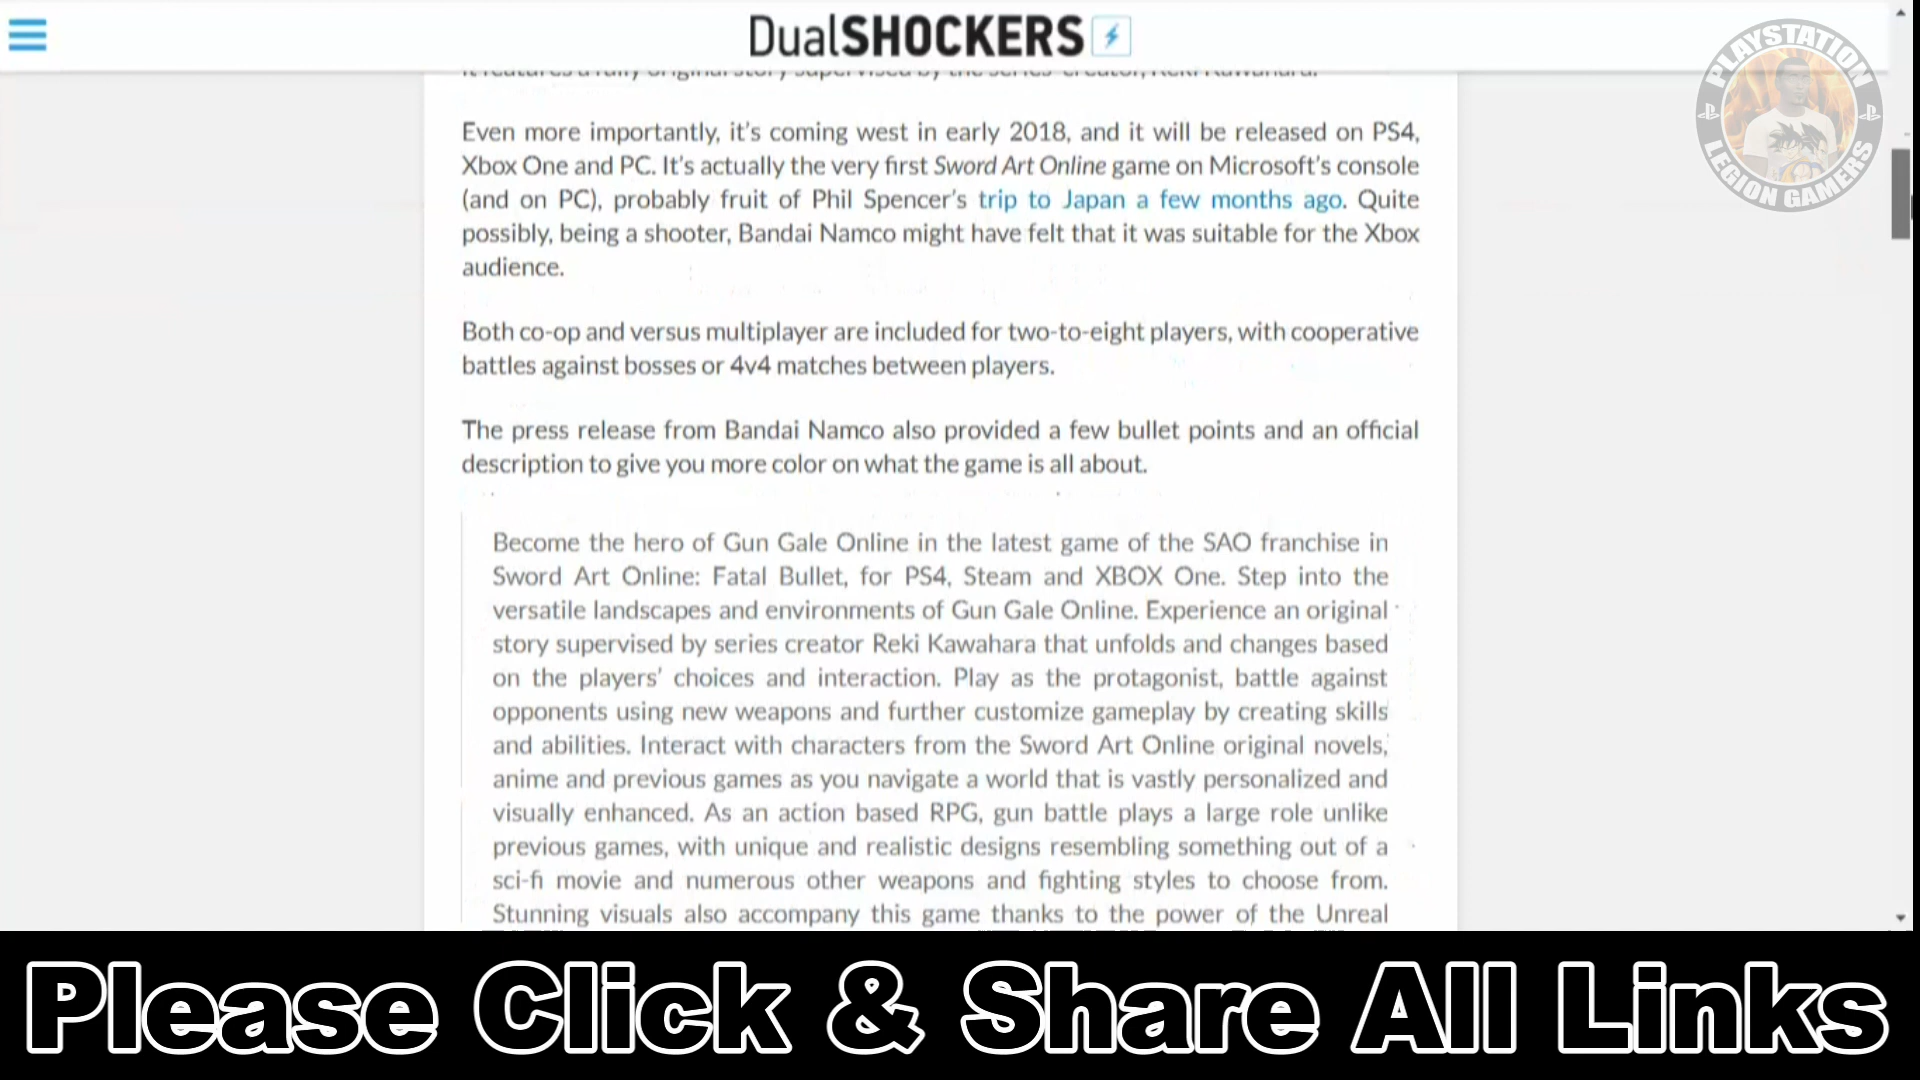 DualSHOCKERS
it features a fully original story supervised by the series' creator, Reki Kawahara.
Even more importantly, it’s coming west in early 2018, and it will be released on PS4,
Xbox One and PC. It’s actually the very first Sword Art Online game on Microsoft’s console
(and on PC), probably fruit of Phil Spencer’s trip to Japan a few months ago. Quite
possibly, being a shooter, Bandai Namco might have felt that it was suitable for the Xbox
audience.
Both co-op and versus multiplayer are included for two-to-eight players, with cooperative
battles against bosses or 4v4 matches between players.
The press release from Bandai Namco also provided a few bullet points and an official
description to give you more color on what the game is all about.
Become the hero of Gun Gale Online in the latest game of the SAO franchise in
Sword Art Online: Fatal Bullet, for PS4, Steam and XBOX One. Step into the
versatile landscapes and environments of Gun Gale Online. Experience an original
story supervised by series creator Reki Kawahara that unfolds and changes based
on the players’ choices and interaction. Play as the protagonist, battle against
opponents using new weapons and further customize gameplay by creating skills
and abilities. Interact with characters from the Sword Art Online original novels,
anime and previous games as you navigate a world that is vastly personalized and
visually enhanced. As an action based RPG, gun battle plays a large role unlike
previous games, with unique and realistic designs resembling something out of a
sci-fi movie and numerous other weapons and fighting styles to choose from.
Stunning visuals also accompany this game thanks to the power of the Unreal
PLAYSTATION
LEGION GAMERS
Please Click & Share All Links